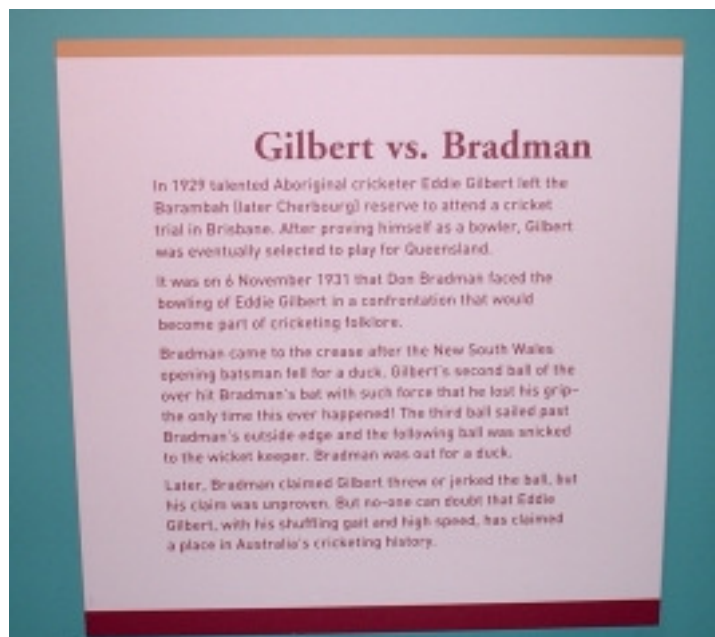 Gilbert vs. Bradman
In 1929 talented Aboriginal cricketer Eddie Gilbert left the
Barambah (later Cherbourg) reserve to attend a cricket
trial in Brisbane. After proving himself as a bowler, Gilbert
was eventually selected to play for Queensland.
It was on 6 November 1931 that Don Bradman faced the
bowling of Eddie Gilbert in a confrontation that would
become part of cricketing folklore.
Bradman came to the crease after the New South Wales
opening batsman fell for a duck. Gilbert's second ball of the
over hit Bradman's bat with such force that he lost his grip–
the only time this ever happened! The third ball sailed past
Bradman's outside edge and the following ball was snicked
to the wicket keeper. Bradman was out for a duck.
Later, Bradman claimed Gilbert threw or jerked the ball, but
his claim was unproven. But no-one can doubt that Eddie
Gilbert, with his shuffling gait and high speed, has claimed
a place in Australia's cricketing history.